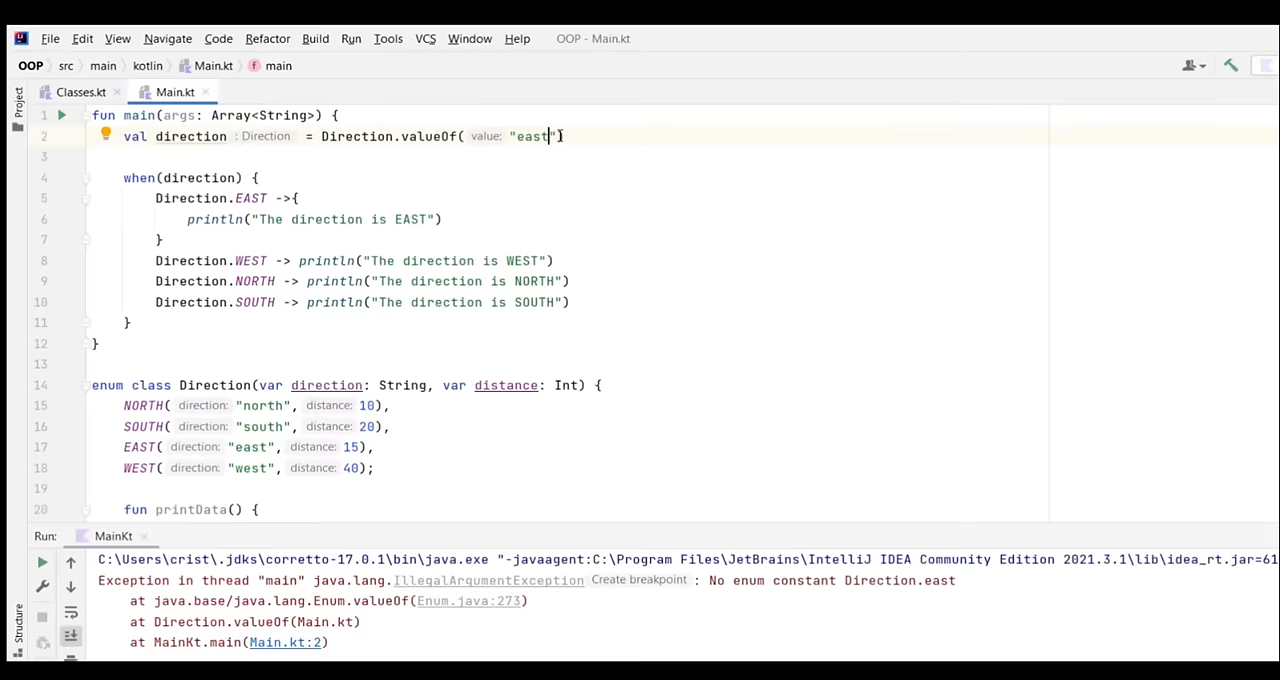 File Edit View Navigate Code Refactor Build Run Tools VCS Window Help OOP - Main.kt
OOP src main kotlin Main.kt main
Project
Classes.kt Main.kt
1 fun main(args: Array<String>) {
2 val direction : Direction = Direction.valueOf( value: "east")
3
4 when(direction) {
5 Direction.EAST ->{
6 println("The direction is EAST")
7 }
8 Direction.WEST -> println("The direction is WEST")
9 Direction.NORTH -> println("The direction is NORTH")
10 Direction.SOUTH -> println("The direction is SOUTH")
11 }
12 }
13
14 enum class Direction(var direction: String, var distance: Int) {
15 NORTH( direction: "north", distance: 10),
16 SOUTH( direction: "south", distance: 20),
17 EAST( direction: "east", distance: 15),
18 WEST( direction: "west", distance: 40);
19
20 fun printData() {
Run: MainKt
C:\Users\crist\.jdks\corretto-17.0.1\bin\java.exe "-javaagent:C:\Program Files\JetBrains\IntelliJ IDEA Community Edition 2021.3.1\lib\idea_rt.jar=61
Exception in thread "main" java.lang.IllegalArgumentException Create breakpoint : No enum constant Direction.east
at java.base/java.lang.Enum.valueOf(Enum.java:273)
at Direction.valueOf(Main.kt)
at MainKt.main(Main.kt:2)
Structure